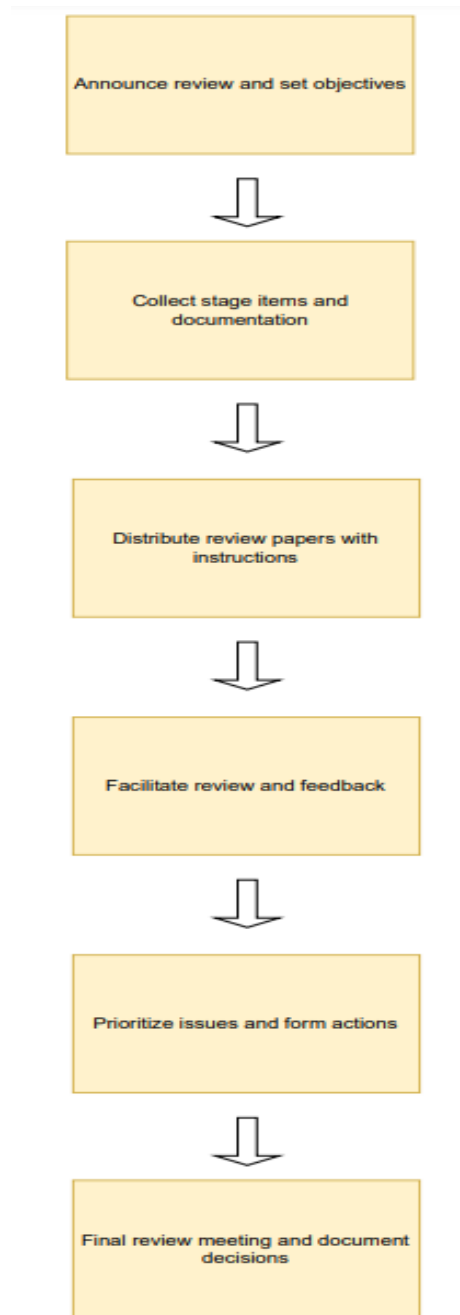 Announce review and set objectives
Collect stage items and
documentation
Distribute review papers with
instructions
Facilitate review and feedback
Prioritize issues and form actions
Final review meeting and document
decisions